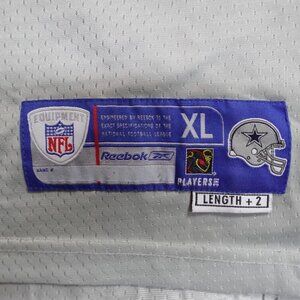 EQUIPMENT
NFL
ENGINEERED BY REEBOK TO THE
EXACT SPECIFICATIONS OF THE
NATIONAL FOOTBALL LEAGUE
Reebok
XL
PLAYERS
LENGTH + 2